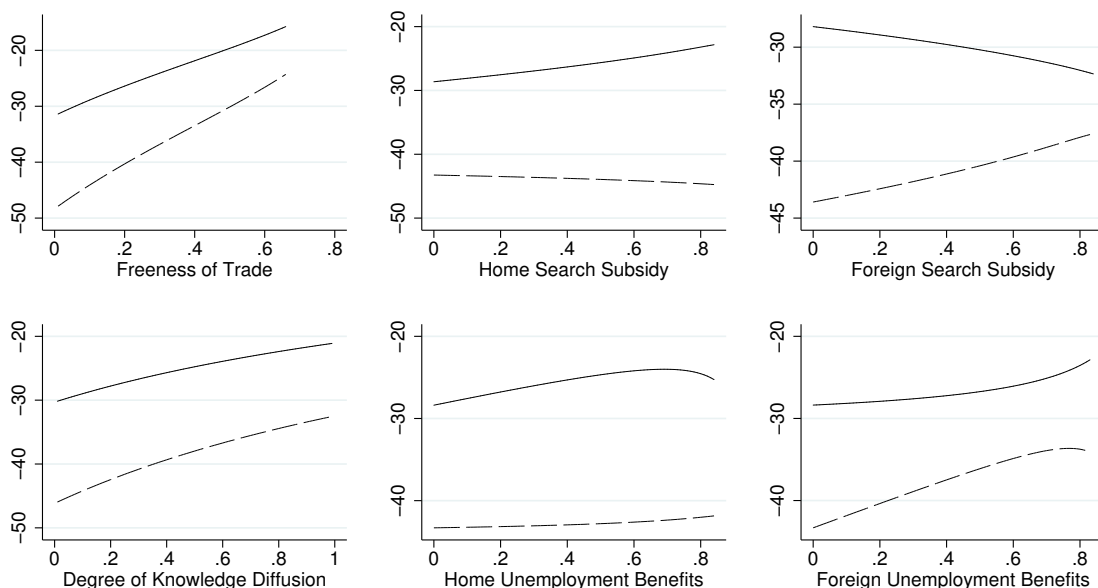 −20
−30
−40
−50
0 .2 .4 .6 .8
Freeness of Trade
−20
−30
−40
−50
0 .2 .4 .6 .8
Home Search Subsidy
−30
−35
−40
−45
0 .2 .4 .6 .8
Foreign Search Subsidy
−20
−30
−40
−50
0 .2 .4 .6 .8 1
Degree of Knowledge Diffusion
−20
−30
−40
0 .2 .4 .6 .8
Home Unemployment Benefits
−20
−30
−40
0 .2 .4 .6 .8
Foreign Unemployment Benefits